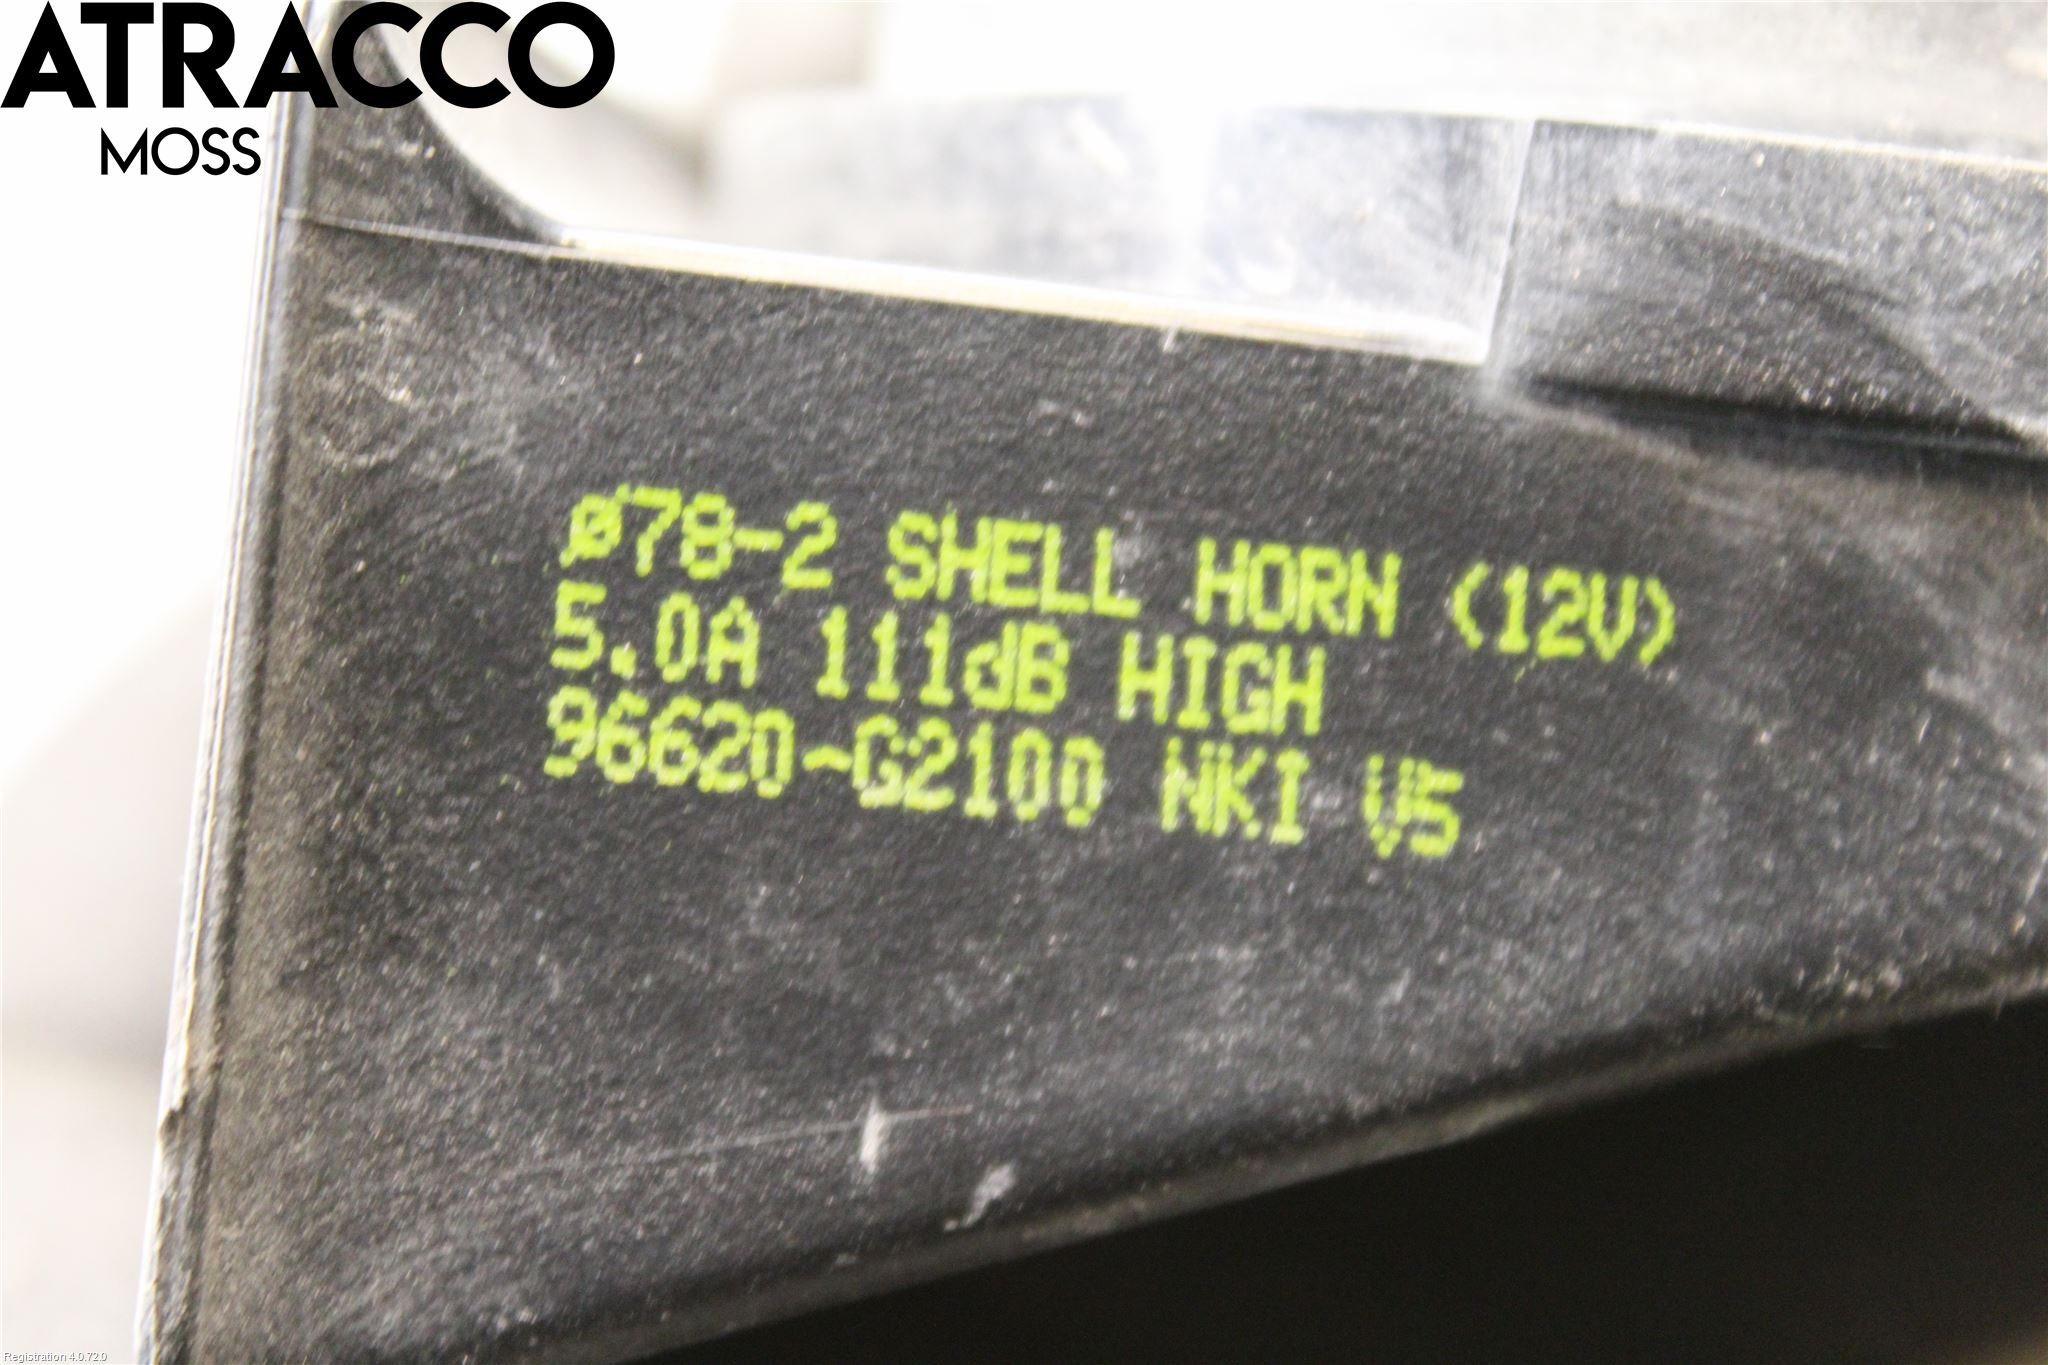 ATRACCO
MOSS
Ø78-2 SHELL HORN (12V)
5.0A 111dB HIGH
96620-G2100 NKI V5
Registration 4.0.72.0